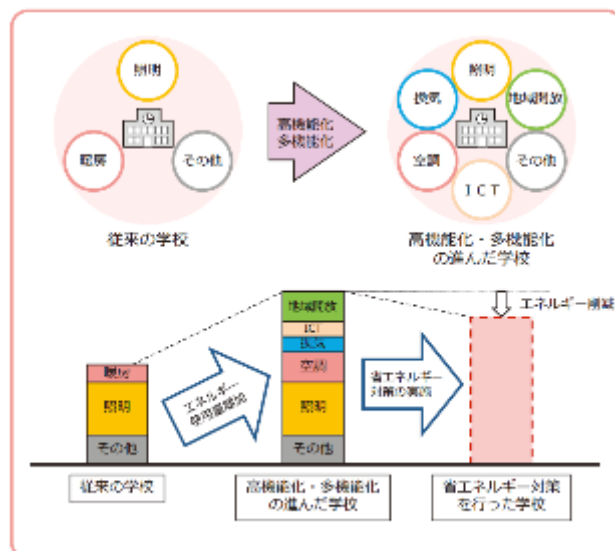 照明
暖房
その他
従来の学校
高機能化
多機能化
照明
換気
地域開放
空調
その他
ICT
高機能化・多機能化
の進んだ学校
エネルギー削減
地域開放
ICT
換気
暖房
空調
照明
照明
その他
その他
エネルギー
使用量増加
省エネルギー
対策の実施
従来の学校
高機能化・多機能化
の進んだ学校
省エネルギー対策
を行った学校